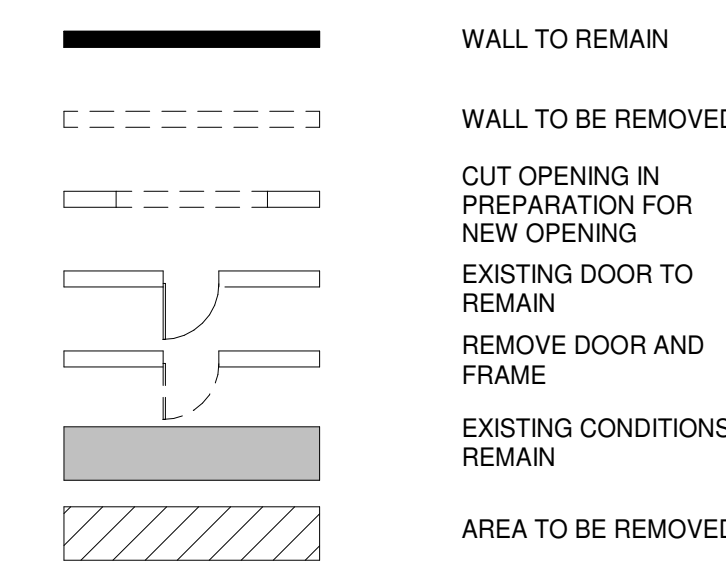 WALL TO REMAIN
WALL TO BE REMOVED
CUT OPENING IN
PREPARATION FOR
NEW OPENING
EXISTING DOOR TO
REMAIN
REMOVE DOOR AND
FRAME
EXISTING CONDITIONS
REMAIN
AREA TO BE REMOVED